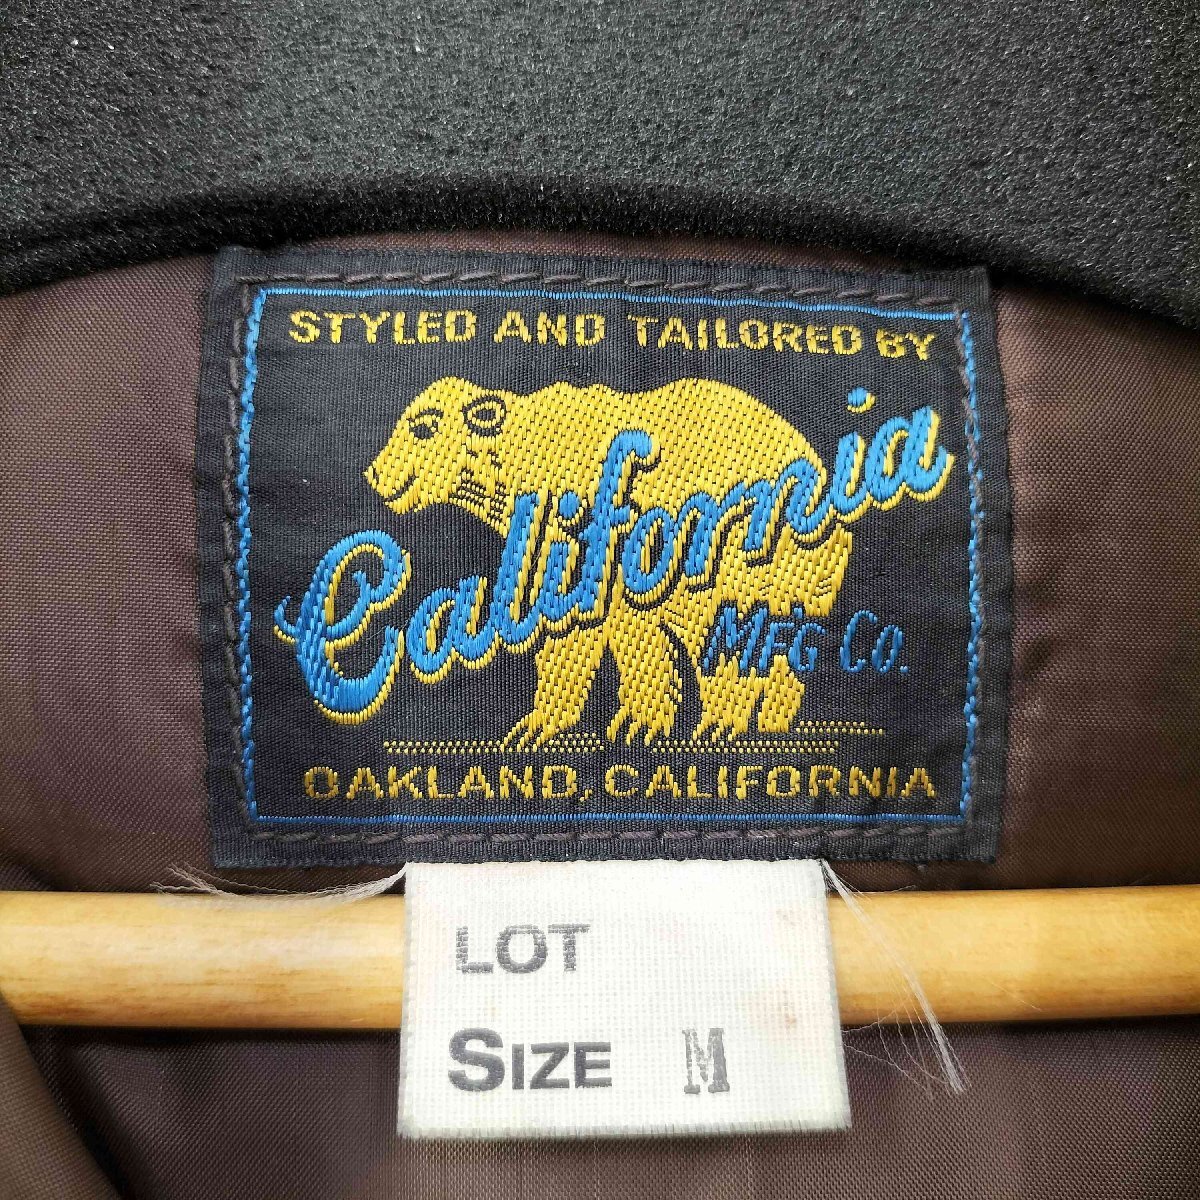 STYLED AND TAILORED BY
California
MFG CO.
OAKLAND, CALIFORNIA
LOT
SIZE M